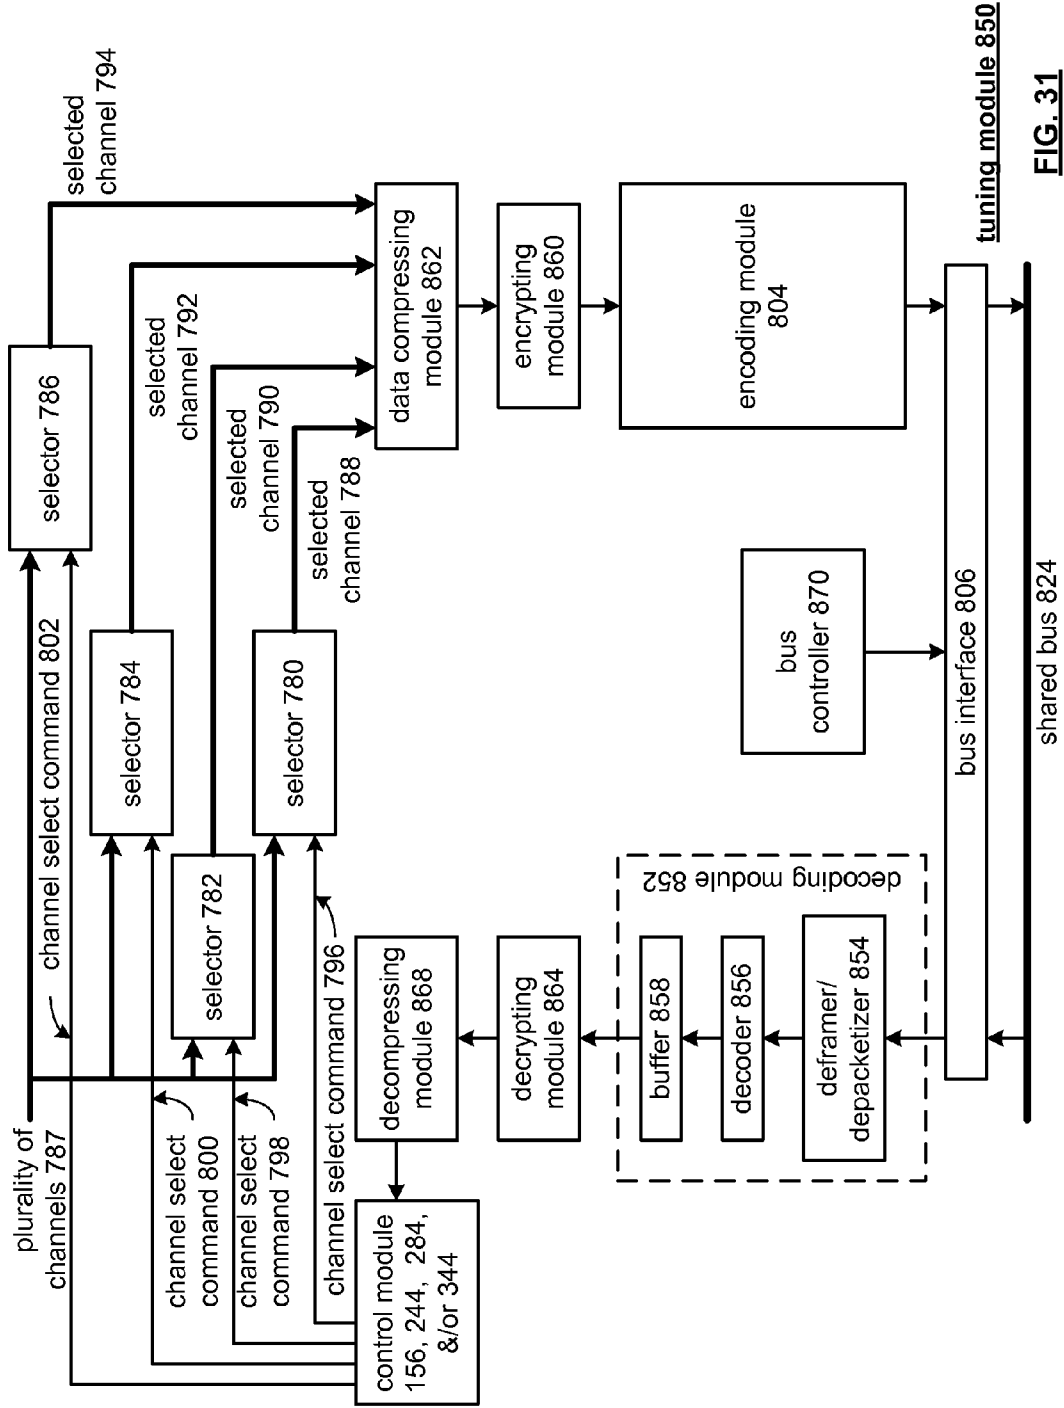 plurality of
channels 787
channel select command 802
selector 786
selected
channel 794
channel select
command 800
selector 784
selected
channel 792
channel select
command 798
selector 782
selected
channel 790
channel select command 796
selector 780
selected
channel 788
control module
156, 244, 284,
&/or 344
decompressing
module 868
data compressing
module 862
decrypting
module 864
encrypting
module 860
buffer 858
decoder 856
deframer/
depacketizer 854
decoding module 852
bus
controller 870
encoding module
804
bus interface 806
shared bus 824
tuning module 850
FIG. 31